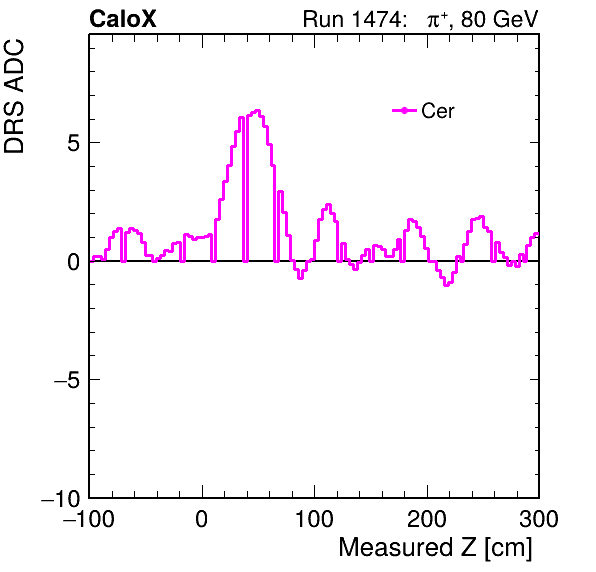 CaloX Run 1474: π⁺, 80 GeV
DRS ADC
Cer
5
0
−5
−10
−100 0 100 200 300
Measured Z [cm]